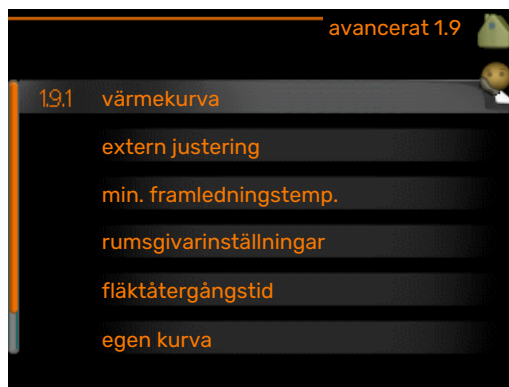 avancerat 1.9
1.9.1 värmekurva
extern justering
min. framledningstemp.
rumsgivarinställningar
fläktåtergångstid
egen kurva